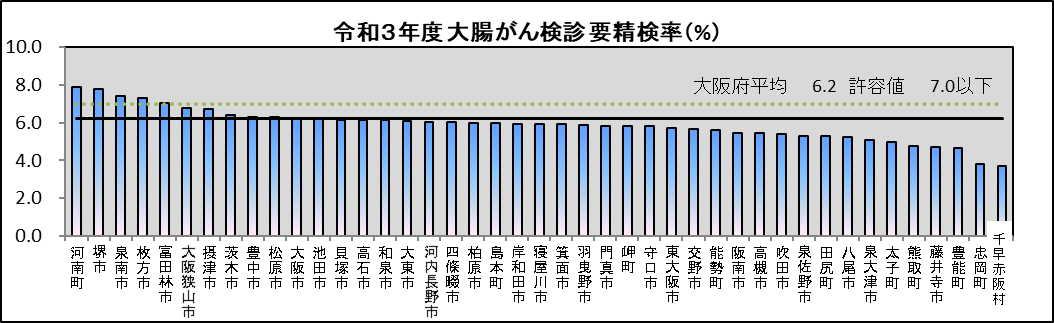 令和３年度大腸がん検診要精検率(%)
10.0
8.0
6.0
4.0
2.0
0.0
大阪府平均 6.2 許容値 7.0以下
河南町
堺市
泉南市
枚方市
富田林市
大阪狭山市
摂津市
茨木市
豊中市
松原市
大阪市
池田市
貝塚市
高石市
和泉市
大東市
河内長野市
四條畷市
柏原市
島本町
岸和田市
寝屋川市
箕面市
羽曳野市
門真市
岬町
守口市
東大阪市
交野市
能勢町
阪南市
高槻市
吹田市
泉佐野市
田尻町
八尾市
泉大津市
太子町
熊取町
藤井寺市
豊能町
忠岡町
千早赤阪村